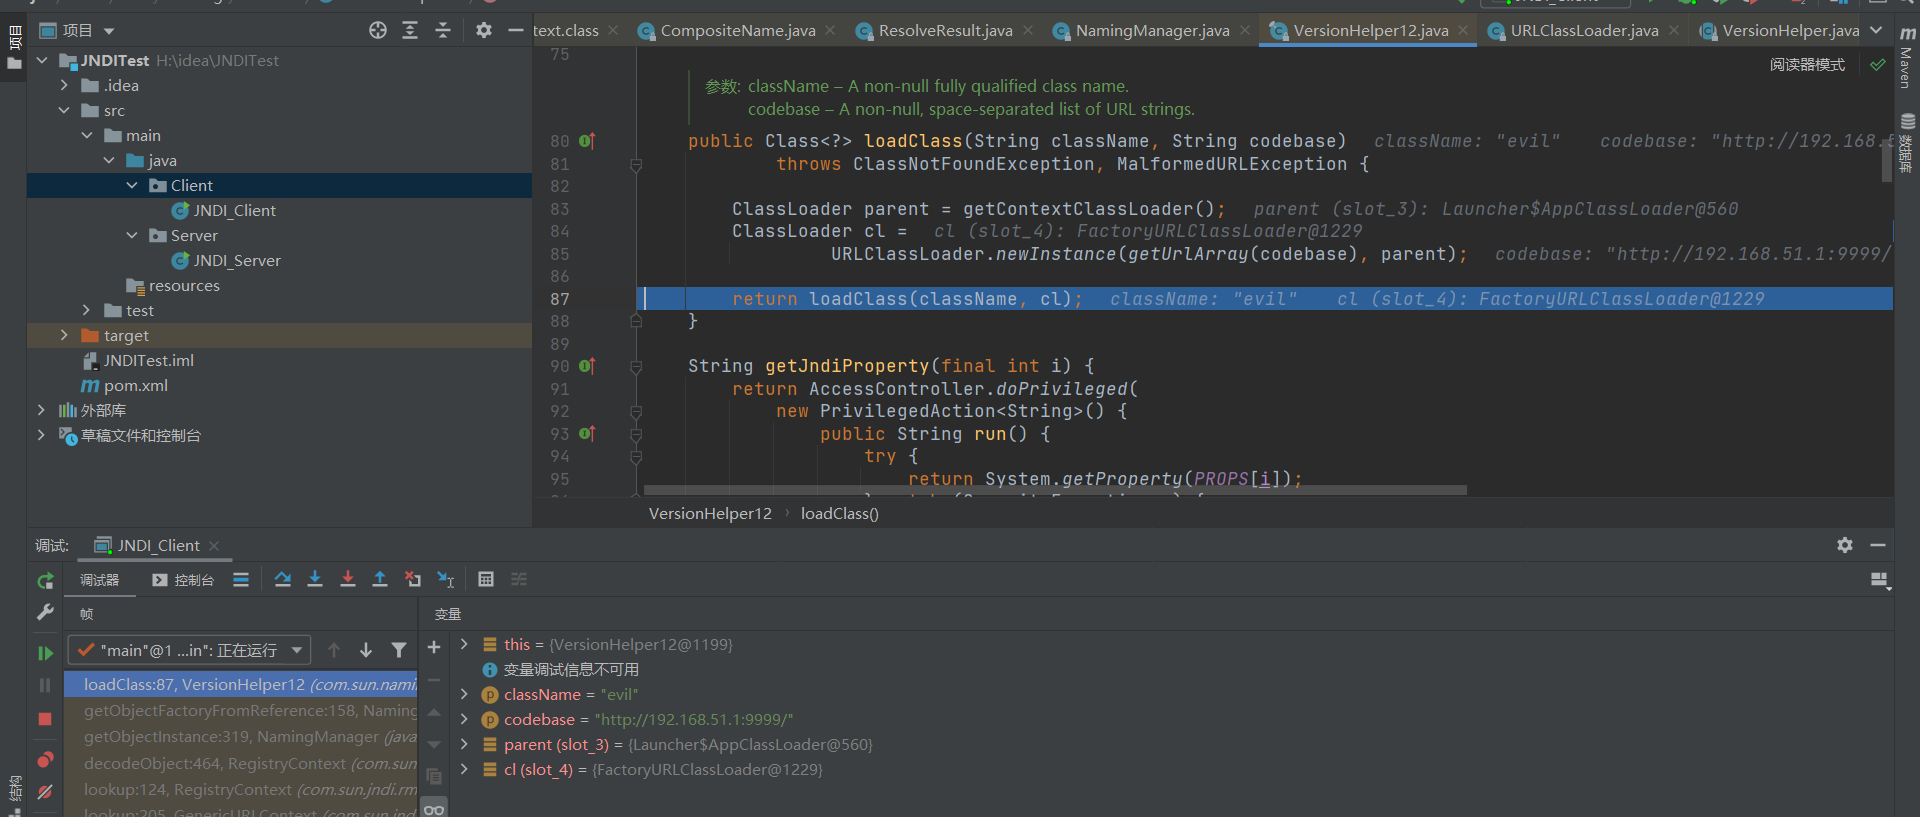 项目
JNDITest H:\idea\JNDITest
.idea
src
main
java
Client
JNDI_Client
Server
JNDI_Server
resources
test
target
JNDITest.iml
pom.xml
外部库
草稿文件和控制台
项目
结构
text.class
CompositeName.java
ResolveResult.java
NamingManager.java
VersionHelper12.java
URLClassLoader.java
VersionHelper.java
Maven
数据库
阅读器模式
75
参数: className – A non-null fully qualified class name.
codebase – A non-null, space-separated list of URL strings.
80 public Class<?> loadClass(String className, String codebase) className: "evil" codebase: "http://192.168.5
81 throws ClassNotFoundException, MalformedURLException {
82
83 ClassLoader parent = getContextClassLoader(); parent (slot_3): Launcher$AppClassLoader@560
84 ClassLoader cl = cl (slot_4): FactoryURLClassLoader@1229
85 URLClassLoader.newInstance(getUrlArray(codebase), parent); codebase: "http://192.168.51.1:9999/
86
87 return loadClass(className, cl); className: "evil" cl (slot_4): FactoryURLClassLoader@1229
88 }
89
90 String getJndiProperty(final int i) {
91 return AccessController.doPrivileged(
92 new PrivilegedAction<String>() {
93 public String run() {
94 try {
95 return System.getProperty(PROPS[i]);
VersionHelper12 › loadClass()
调试: JNDI_Client
调试器 控制台
帧
"main"@1 ...in": 正在运行
loadClass:87, VersionHelper12 (com.sun.nami
getObjectFactoryFromReference:158, Naming
getObjectInstance:319, NamingManager (java
decodeObject:464, RegistryContext (com.sun
lookup:124, RegistryContext (com.sun.jndi.rm
lookup:205, GenericURLContext (com.sun.jndi
变量
this = {VersionHelper12@1199}
变量调试信息不可用
className = "evil"
codebase = "http://192.168.51.1:9999/"
parent (slot_3) = {Launcher$AppClassLoader@560}
cl (slot_4) = {FactoryURLClassLoader@1229}